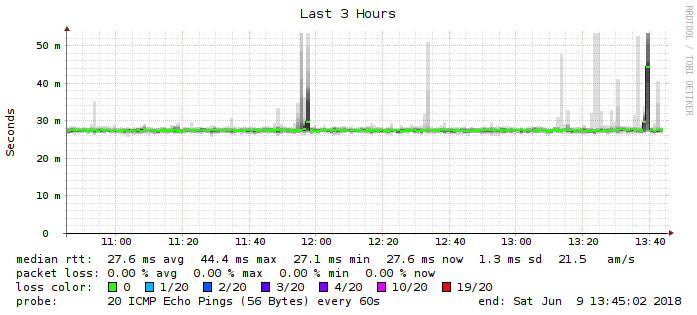 Last 3 Hours
RRDTOOL / TOBI OETIKER
Seconds
50 m
40 m
30 m
20 m
10 m
0
11:00 11:20 11:40 12:00 12:20 12:40 13:00 13:20 13:40
median rtt: 27.6 ms avg 44.4 ms max 27.1 ms min 27.6 ms now 1.3 ms sd 21.5 am/s
packet loss: 0.00 % avg 0.00 % max 0.00 % min 0.00 % now
loss color: 0 1/20 2/20 3/20 4/20 10/20 19/20
probe: 20 ICMP Echo Pings (56 Bytes) every 60s end: Sat Jun 9 13:45:02 2018